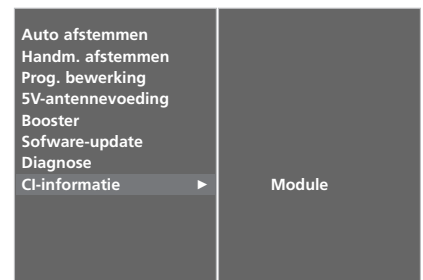 Auto afstemmen
Handm. afstemmen
Prog. bewerking
5V-antennevoeding
Booster
Sofware-update
Diagnose
CI-informatie ► Module